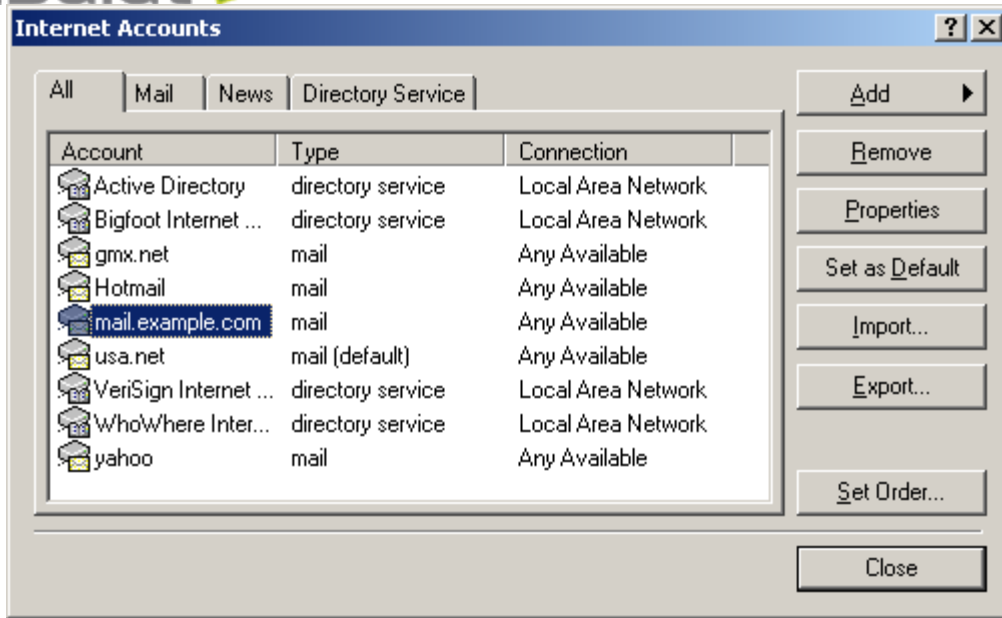 Internet Accounts
All Mail News Directory Service
Account Type Connection
Active Directory directory service Local Area Network
Bigfoot Internet ... directory service Local Area Network
gmx.net mail Any Available
Hotmail mail Any Available
mail.example.com mail Any Available
usa.net mail (default) Any Available
VeriSign Internet ... directory service Local Area Network
WhoWhere Inter... directory service Local Area Network
yahoo mail Any Available
Add
Remove
Properties
Set as Default
Import...
Export...
Set Order...
Close